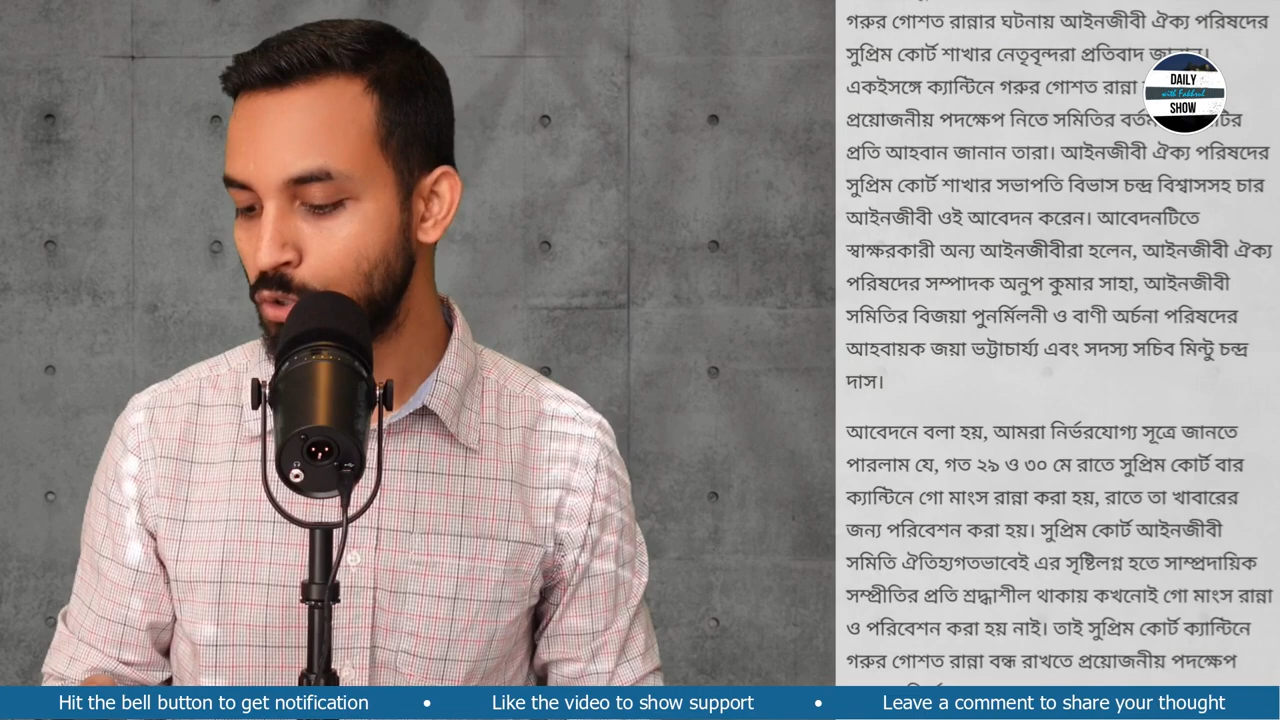 গরুর গোশত রান্নার ঘটনায় আইনজীবী ঐক্য পরিষদের
সুপ্রিম কোর্ট শাখার নেতৃবৃন্দরা প্রতিবাদ
একইসঙ্গে ক্যান্টিনে গরুর গোশত রান্না
প্রয়োজনীয় পদক্ষেপ নিতে সমিতির
প্রতি আহবান জানান তারা। আইনজীবী ঐক্য পরিষদের
সুপ্রিম কোর্ট শাখার সভাপতি বিভাস চন্দ্র বিশ্বাসসহ চার
আইনজীবী ওই আবেদন করেন। আবেদনটিতে
স্বাক্ষরকারী অন্য আইনজীবীরা হলেন, আইনজীবী ঐক্য
পরিষদের সম্পাদক অনুপ কুমার সাহা, আইনজীবী
সমিতির বিজয়া পুনর্মিলনী ও বাণী অর্চনা পরিষদের
আহবায়ক জয়া ভট্টাচার্য্য এবং সদস্য সচিব মিন্টু চন্দ্র
দাস।
আবেদনে বলা হয়, আমরা নির্ভরযোগ্য সূত্রে জানতে
পারলাম যে, গত ২৯ ও ৩০ মে রাতে সুপ্রিম কোর্ট বার
ক্যান্টিনে গো মাংস রান্না করা হয়, রাতে তা খাবারের
জন্য পরিবেশন করা হয়। সুপ্রিম কোর্ট আইনজীবী
সমিতি ঐতিহ্যগতভাবেই এর সৃষ্টিলগ্ন হতে সাম্প্রদায়িক
সম্প্রীতির প্রতি শ্রদ্ধাশীল থাকায় কখনোই গো মাংস রান্না
ও পরিবেশন করা হয় নাই। তাই সুপ্রিম কোর্ট ক্যান্টিনে
গরুর গোশত রান্না বন্ধ রাখতে প্রয়োজনীয় পদক্ষেপ
DAILY
with Fakhrul
SHOW
Hit the bell button to get notification • Like the video to show support • Leave a comment to share your thought